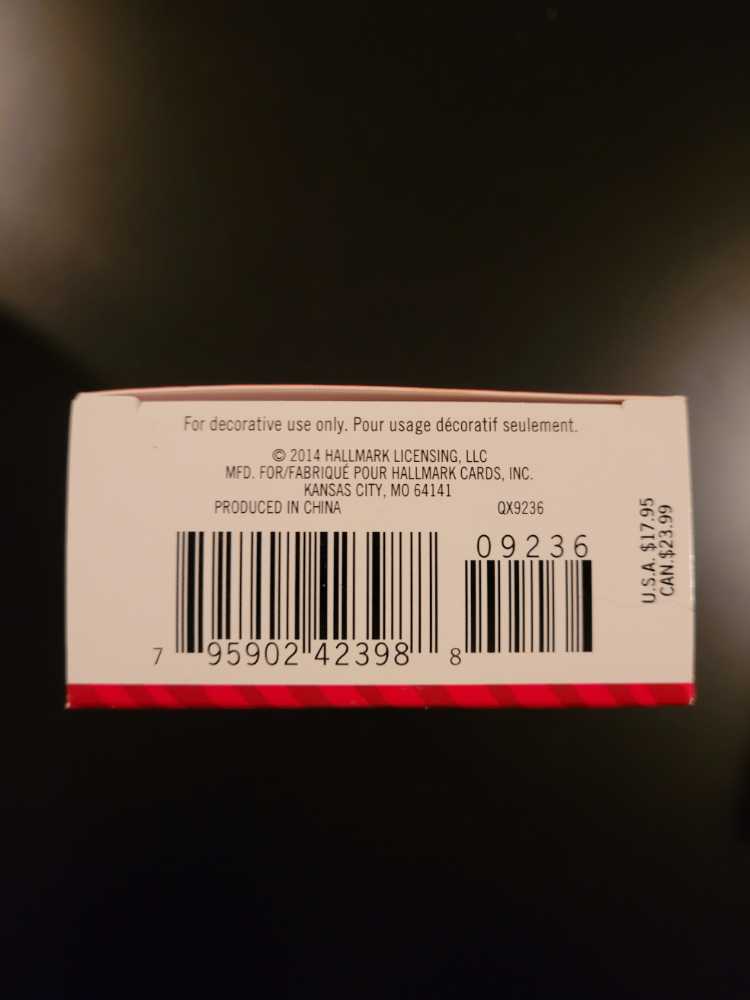 For decorative use only. Pour usage décoratif seulement.
© 2014 HALLMARK LICENSING, LLC
MFD. FOR/FABRIQUÉ POUR HALLMARK CARDS, INC.
KANSAS CITY, MO 64141
PRODUCED IN CHINA QX9236
09236
7 95902 42398 8
U.S.A. $17.95
CAN.$23.99